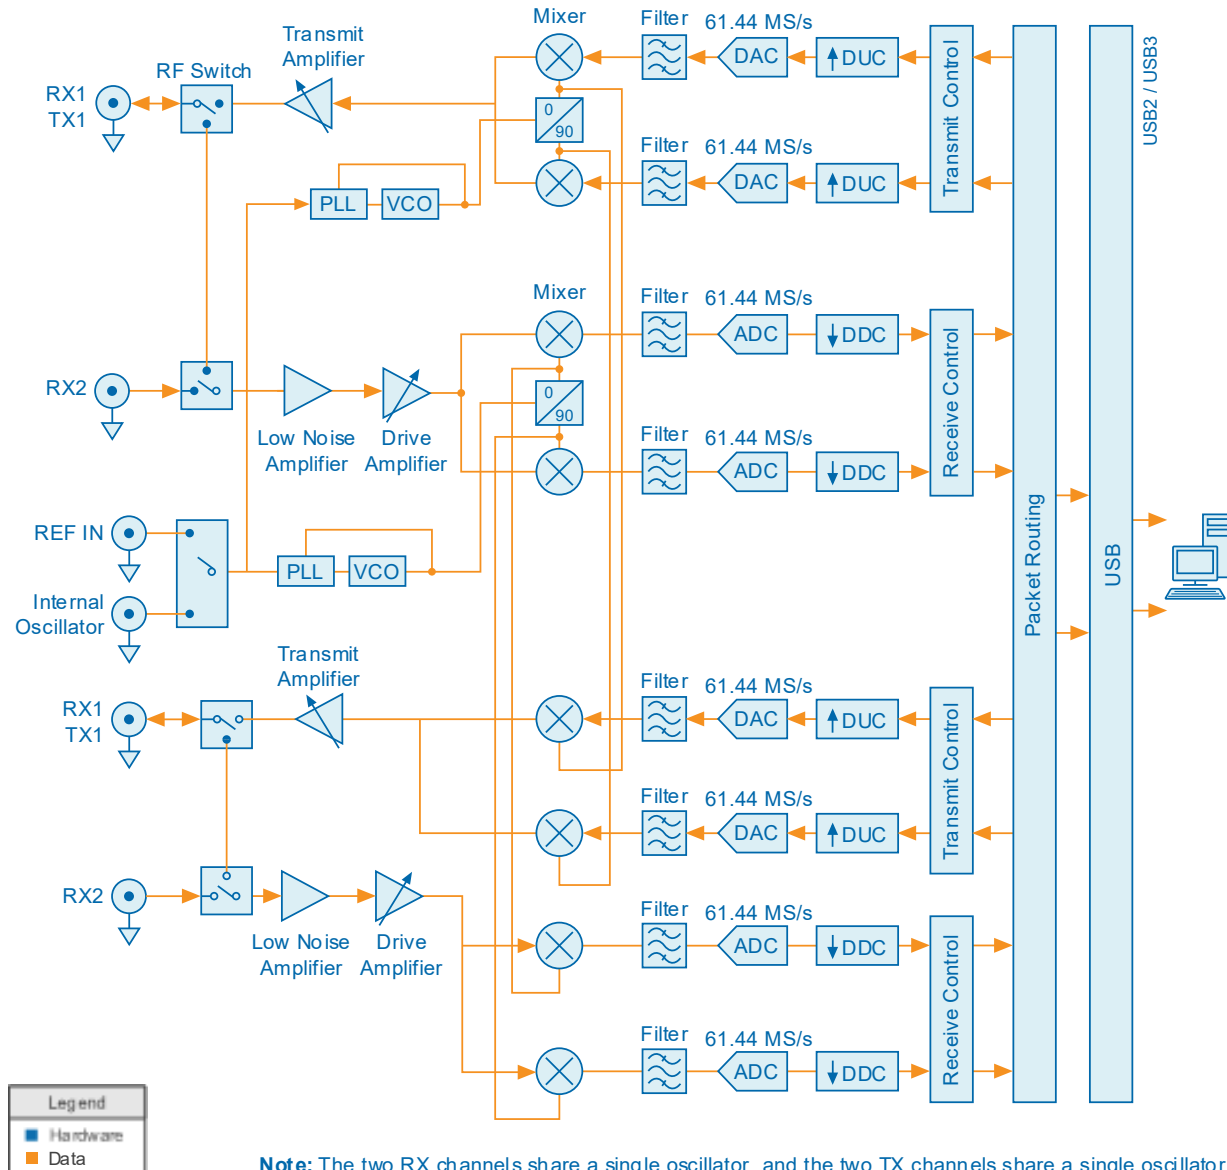 Mixer
Filter
61.44 MS/s
Transmit
Amplifier
DAC
DUC
RF Switch
RX1
TX1
0
90
Filter
61.44 MS/s
DAC
DUC
Transmit Control
USB2 / USB3
PLL
VCO
Mixer
Filter
61.44 MS/s
ADC
DDC
RX2
0
90
Low Noise
Amplifier
Drive
Amplifier
Filter
61.44 MS/s
ADC
DDC
Receive Control
REF IN
PLL
VCO
Internal
Oscillator
Packet Routing
USB
Transmit
Amplifier
RX1
TX1
Filter
61.44 MS/s
DAC
DUC
Filter
61.44 MS/s
DAC
DUC
Transmit Control
RX2
Low Noise
Amplifier
Drive
Amplifier
Filter
61.44 MS/s
ADC
DDC
Filter
61.44 MS/s
ADC
DDC
Receive Control
Legend
Hardware
Data
Note: The two RX channels share a single oscillator, and the two TX channels share a single oscillator